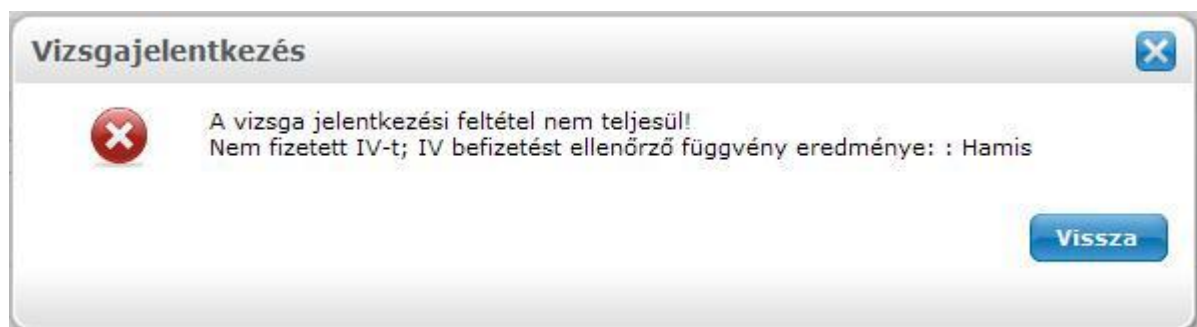 Vizsgajelentkezés
A vizsga jelentkezési feltétel nem teljesül!
Nem fizetett IV-t; IV befizetést ellenőrző függvény eredménye: : Hamis
Vissza